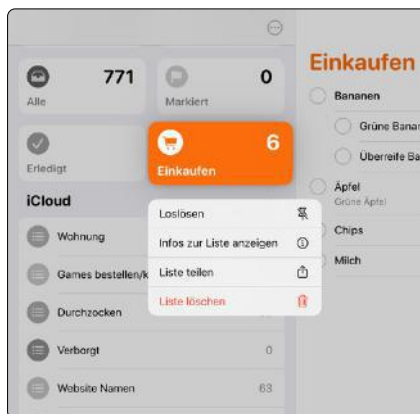 771
Alle
0
Markiert
Erledigt
6
Einkaufen
iCloud
Wohnung
Games bestellen/k
Durchzocken
Verborgt
0
Website Namen
63
Loslösen
Infos zur Liste anzeigen
Liste teilen
Liste löschen
Einkaufen
Bananen
Grüne Banan
Überreife Ba
Äpfel
Grüne Äpfel
Chips
Milch